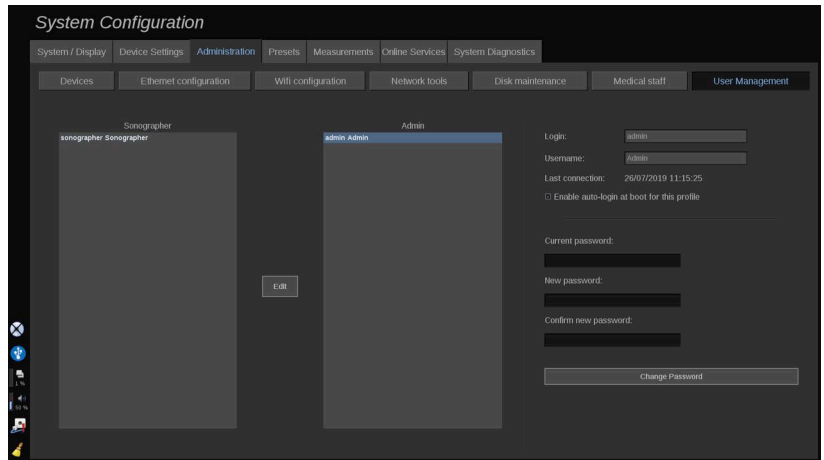 System Configuration
System / Display Device Settings Administration Presets Measurements Online Services System Diagnostics
Devices Ethernet configuration Wifi configuration Network tools Disk maintenance Medical staff User Management
Sonographer
sonographer Sonographer
Admin
admin Admin
Edit
Login: admin
Username: Admin
Last connection: 26/07/2019 11:15:25
Enable auto-login at boot for this profile
Current password:
New password:
Confirm new password:
Change Password
1 %
50 %